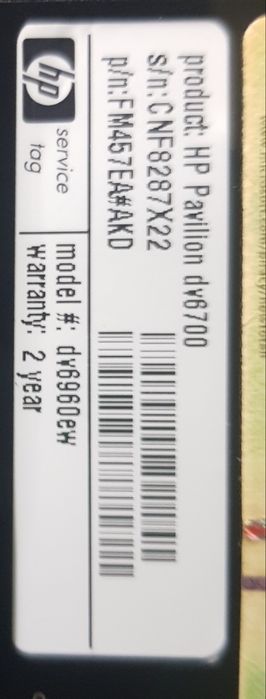 product: HP Pavilion dv6700
s/n: CNF8287X22
p/n: FM457EA#AKD
hp
service
tag
model #: dv6960ew
warranty: 2 year